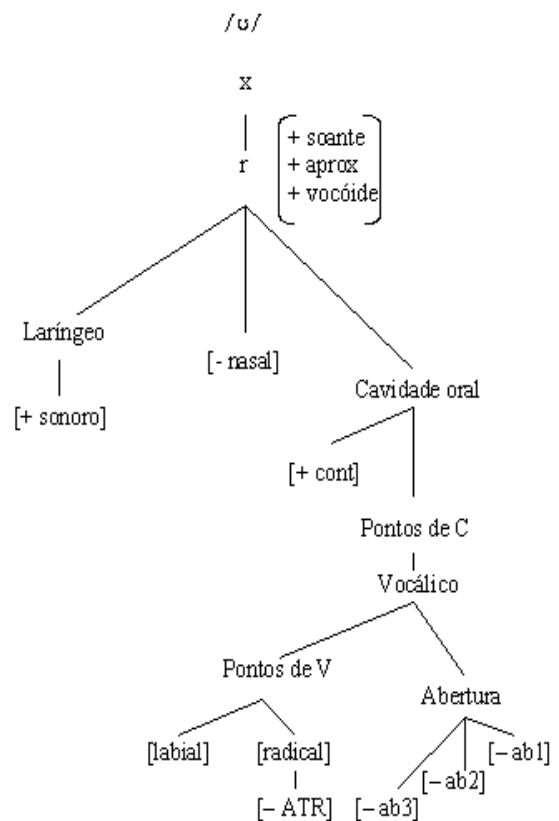 /ʊ/
x
r
+ soante
+ aprox
+ vocóide
Laríngeo
[- nasal]
Cavidade oral
[+ sonoro]
[+ cont]
Pontos de C
Vocálico
Pontos de V
Abertura
[labial]
[radical]
[–ab1]
[–ab2]
[– ATR]
[–ab3]